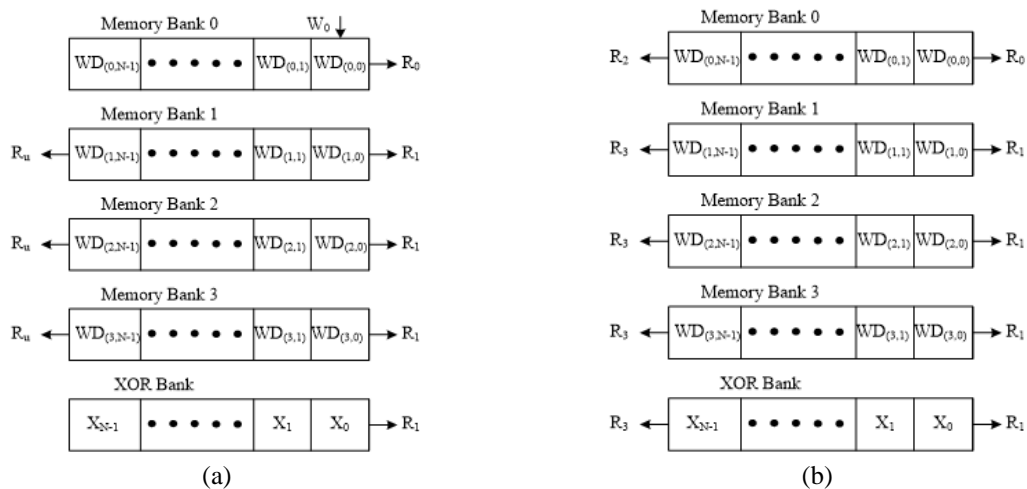 Memory Bank 0 W₀
WD₍₀,N-1₎ • • • • • WD₍₀,₁₎ WD₍₀,₀₎ R₀
Memory Bank 1
Rᵤ WD₍₁,N-1₎ • • • • • WD₍₁,₁₎ WD₍₁,₀₎ R₁
Memory Bank 2
Rᵤ WD₍₂,N-1₎ • • • • • WD₍₂,₁₎ WD₍₂,₀₎ R₁
Memory Bank 3
Rᵤ WD₍₃,N-1₎ • • • • • WD₍₃,₁₎ WD₍₃,₀₎ R₁
XOR Bank
X_N-1 • • • • • X₁ X₀ R₁
(a)
Memory Bank 0
R₂ WD₍₀,N-1₎ • • • • • WD₍₀,₁₎ WD₍₀,₀₎ R₀
Memory Bank 1
R₃ WD₍₁,N-1₎ • • • • • WD₍₁,₁₎ WD₍₁,₀₎ R₁
Memory Bank 2
R₃ WD₍₂,N-1₎ • • • • • WD₍₂,₁₎ WD₍₂,₀₎ R₁
Memory Bank 3
R₃ WD₍₃,N-1₎ • • • • • WD₍₃,₁₎ WD₍₃,₀₎ R₁
XOR Bank
R₃ X_N-1 • • • • • X₁ X₀ R₁
(b)